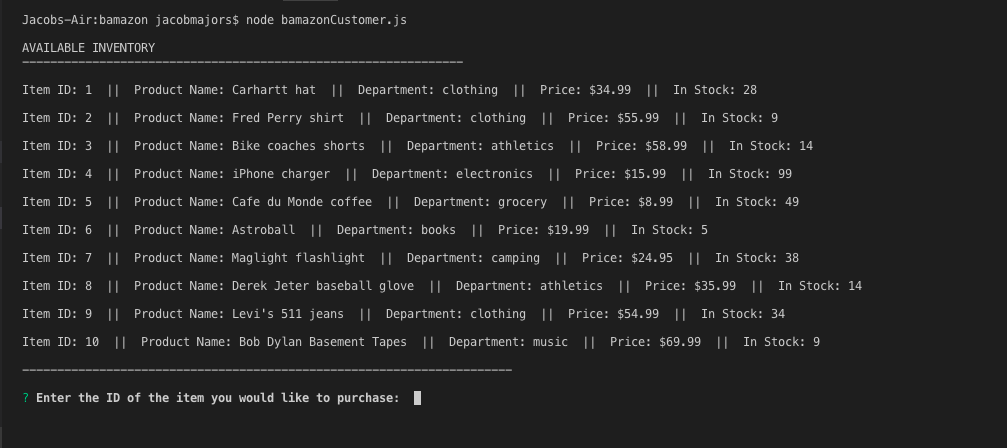 Jacobs-Air:bamazon jacobmajors$ node bamazonCustomer.js
AVAILABLE INVENTORY
---------------------------------------------------------------
Item ID: 1  ||  Product Name: Carhartt hat  ||  Department: clothing  ||  Price: $34.99  ||  In Stock: 28
Item ID: 2  ||  Product Name: Fred Perry shirt  ||  Department: clothing  ||  Price: $55.99  ||  In Stock: 9
Item ID: 3  ||  Product Name: Bike coaches shorts  ||  Department: athletics  ||  Price: $58.99  ||  In Stock: 14
Item ID: 4  ||  Product Name: iPhone charger  ||  Department: electronics  ||  Price: $15.99  ||  In Stock: 99
Item ID: 5  ||  Product Name: Cafe du Monde coffee  ||  Department: grocery  ||  Price: $8.99  ||  In Stock: 49
Item ID: 6  ||  Product Name: Astroball  ||  Department: books  ||  Price: $19.99  ||  In Stock: 5
Item ID: 7  ||  Product Name: Maglight flashlight  ||  Department: camping  ||  Price: $24.95  ||  In Stock: 38
Item ID: 8  ||  Product Name: Derek Jeter baseball glove  ||  Department: athletics  ||  Price: $35.99  ||  In Stock: 14
Item ID: 9  ||  Product Name: Levi's 511 jeans  ||  Department: clothing  ||  Price: $54.99  ||  In Stock: 34
Item ID: 10  ||  Product Name: Bob Dylan Basement Tapes  ||  Department: music  ||  Price: $69.99  ||  In Stock: 9
----------------------------------------------------------------------
? Enter the ID of the item you would like to purchase: